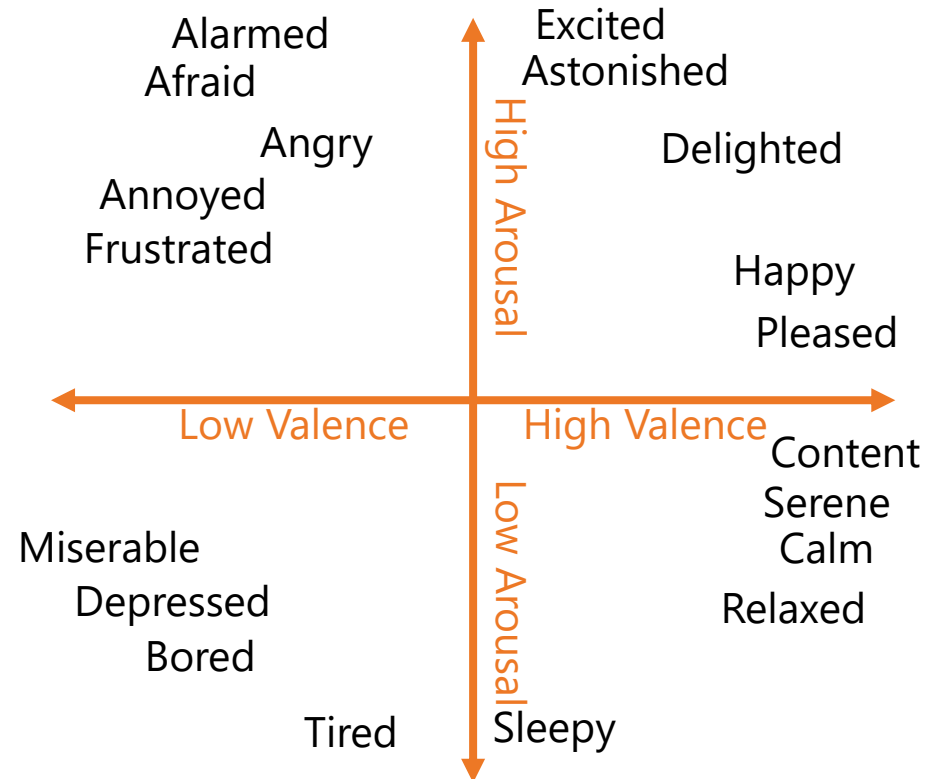 Alarmed
Excited
Afraid
Astonished
High Arousal
Angry
Delighted
Annoyed
Frustrated
Happy
Pleased
Low Valence
High Valence
Content
Low Arousal
Serene
Miserable
Calm
Depressed
Relaxed
Bored
Tired
Sleepy